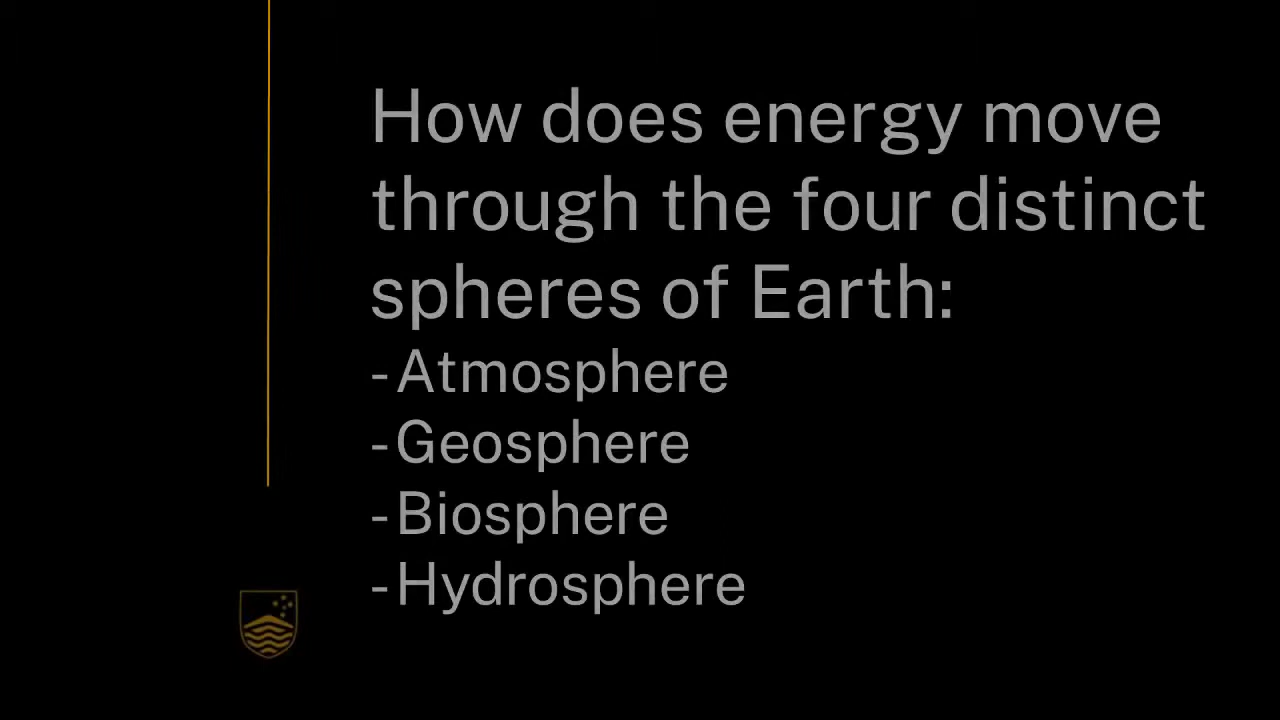 How does energy move
through the four distinct
spheres of Earth:
- Atmosphere
- Geosphere
- Biosphere
- Hydrosphere